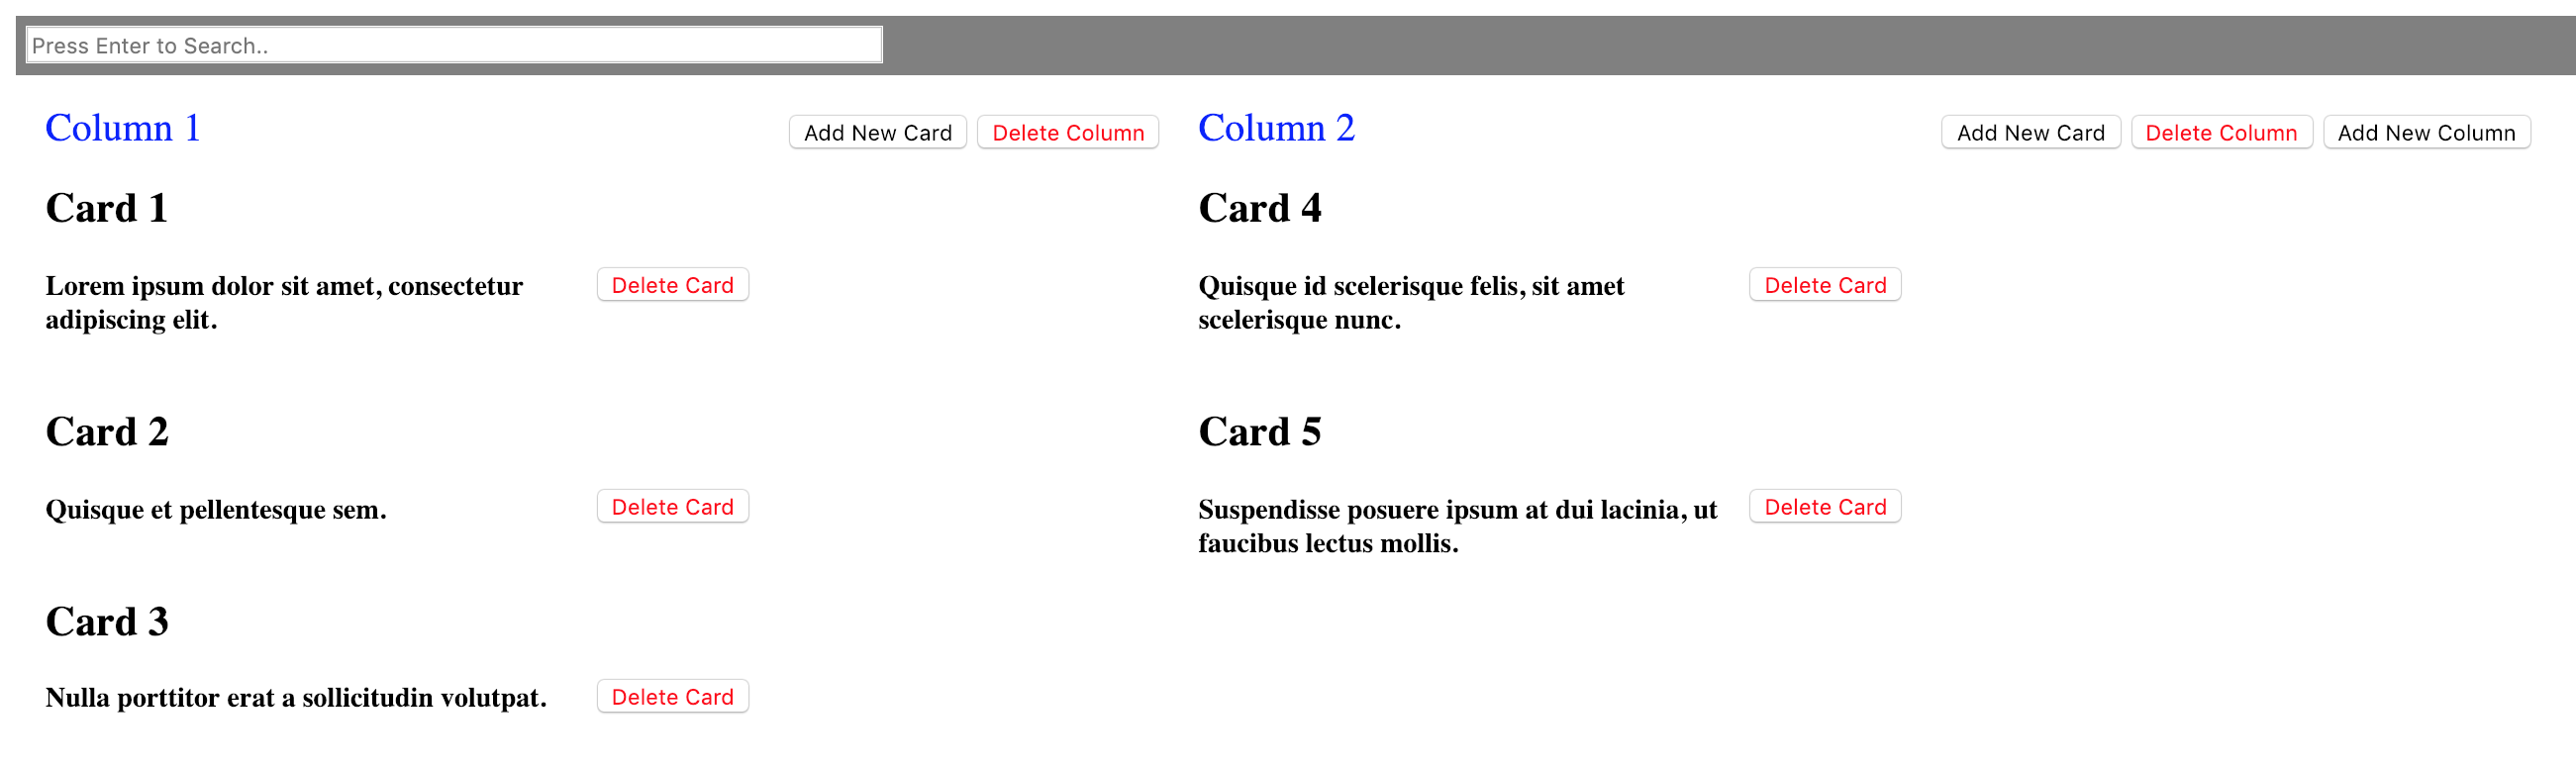 Press Enter to Search..
Column 1
Add New Card
Delete Column
Card 1
Lorem ipsum dolor sit amet, consectetur
adipiscing elit.
Delete Card
Card 2
Quisque et pellentesque sem.
Delete Card
Card 3
Nulla porttitor erat a sollicitudin volutpat.
Delete Card
Column 2
Add New Card
Delete Column
Add New Column
Card 4
Quisque id scelerisque felis, sit amet
scelerisque nunc.
Delete Card
Card 5
Suspendisse posuere ipsum at dui lacinia, ut
faucibus lectus mollis.
Delete Card